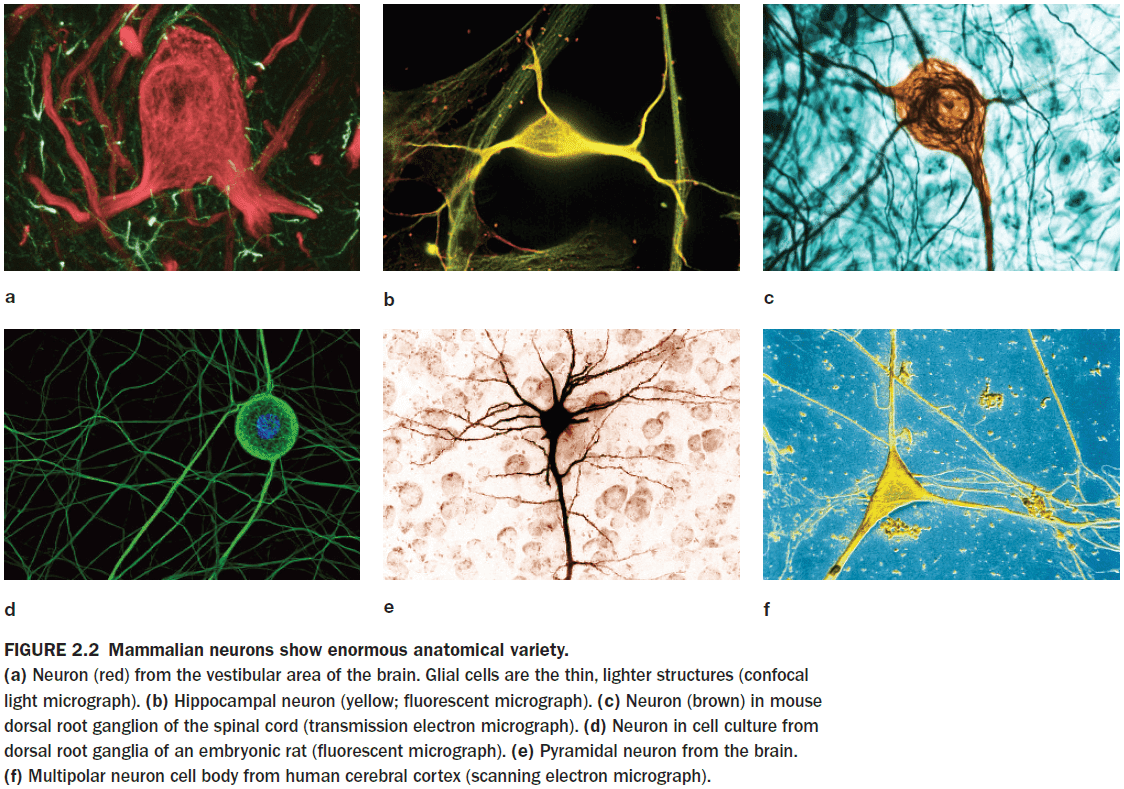 a
b
c
d
e
f
FIGURE 2.2 Mammalian neurons show enormous anatomical variety.
(a) Neuron (red) from the vestibular area of the brain. Glial cells are the thin, lighter structures (confocal
light micrograph). (b) Hippocampal neuron (yellow; fluorescent micrograph). (c) Neuron (brown) in mouse
dorsal root ganglion of the spinal cord (transmission electron micrograph). (d) Neuron in cell culture from
dorsal root ganglia of an embryonic rat (fluorescent micrograph). (e) Pyramidal neuron from the brain.
(f) Multipolar neuron cell body from human cerebral cortex (scanning electron micrograph).